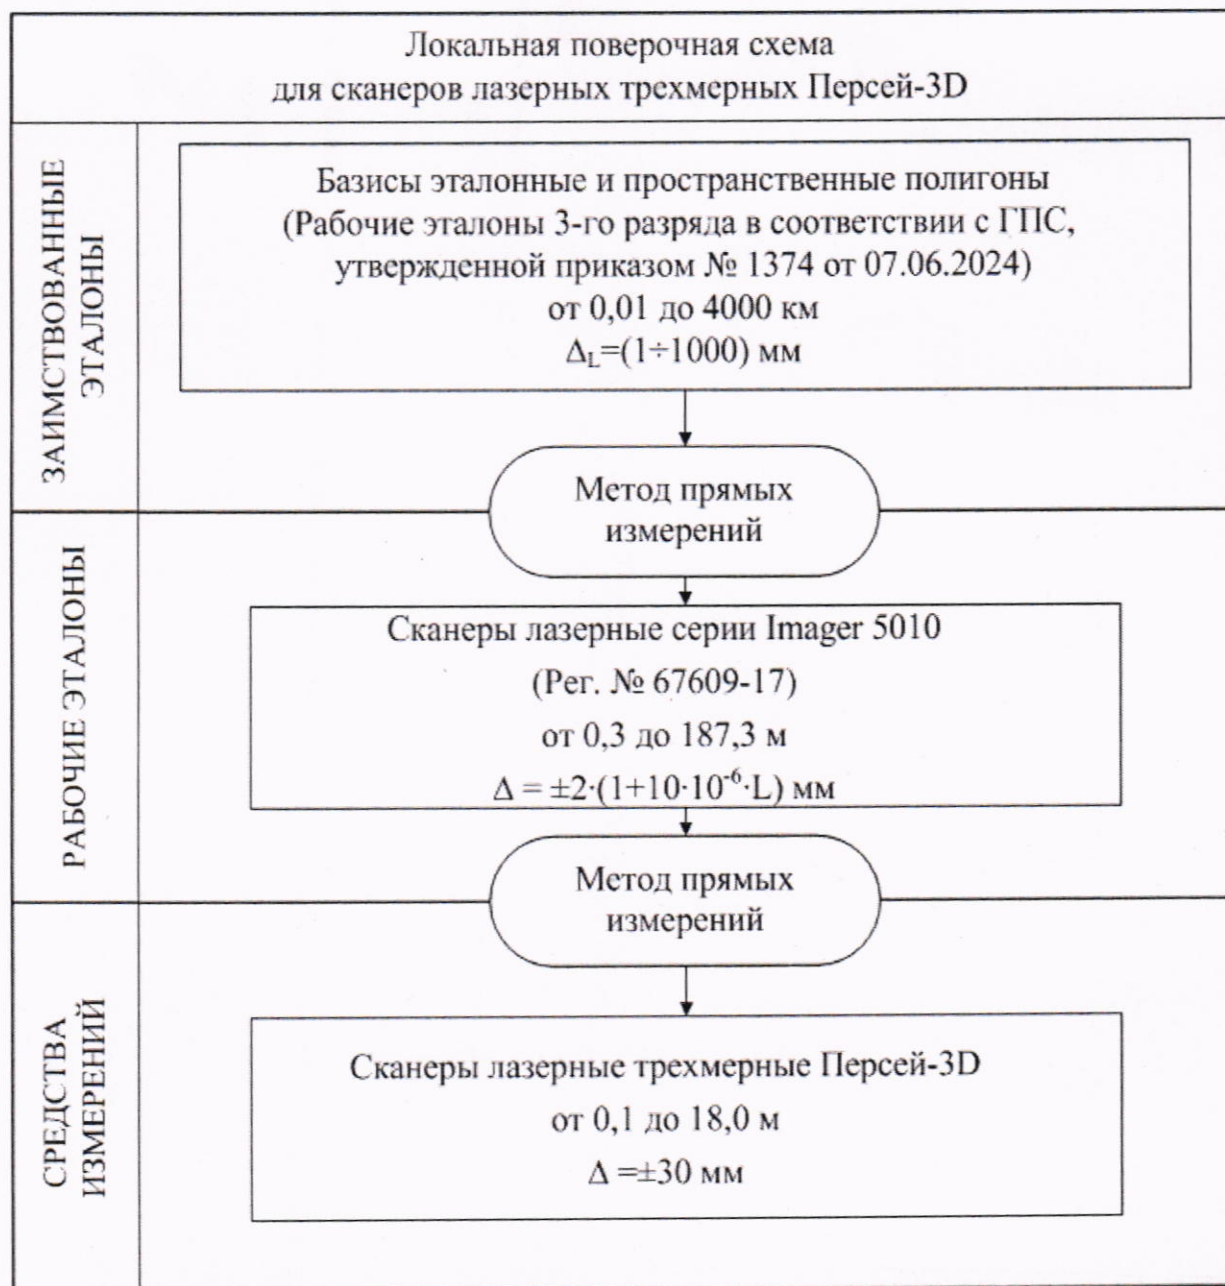 Локальная поверочная схема
для сканеров лазерных трехмерных Персей-3D
ЗАИМСТВОВАННЫЕ
ЭТАЛОНЫ
Базисы эталонные и пространственные полигоны
(Рабочие эталоны 3-го разряда в соответствии с ГПС,
утвержденной приказом № 1374 от 07.06.2024)
от 0,01 до 4000 км
Δ_L=(1÷1000) мм
Метод прямых
измерений
РАБОЧИЕ ЭТАЛОНЫ
Сканеры лазерные серии Imager 5010
(Рег. № 67609-17)
от 0,3 до 187,3 м
Δ = ±2·(1+10·10⁻⁶·L) мм
Метод прямых
измерений
СРЕДСТВА
ИЗМЕРЕНИЙ
Сканеры лазерные трехмерные Персей-3D
от 0,1 до 18,0 м
Δ =±30 мм